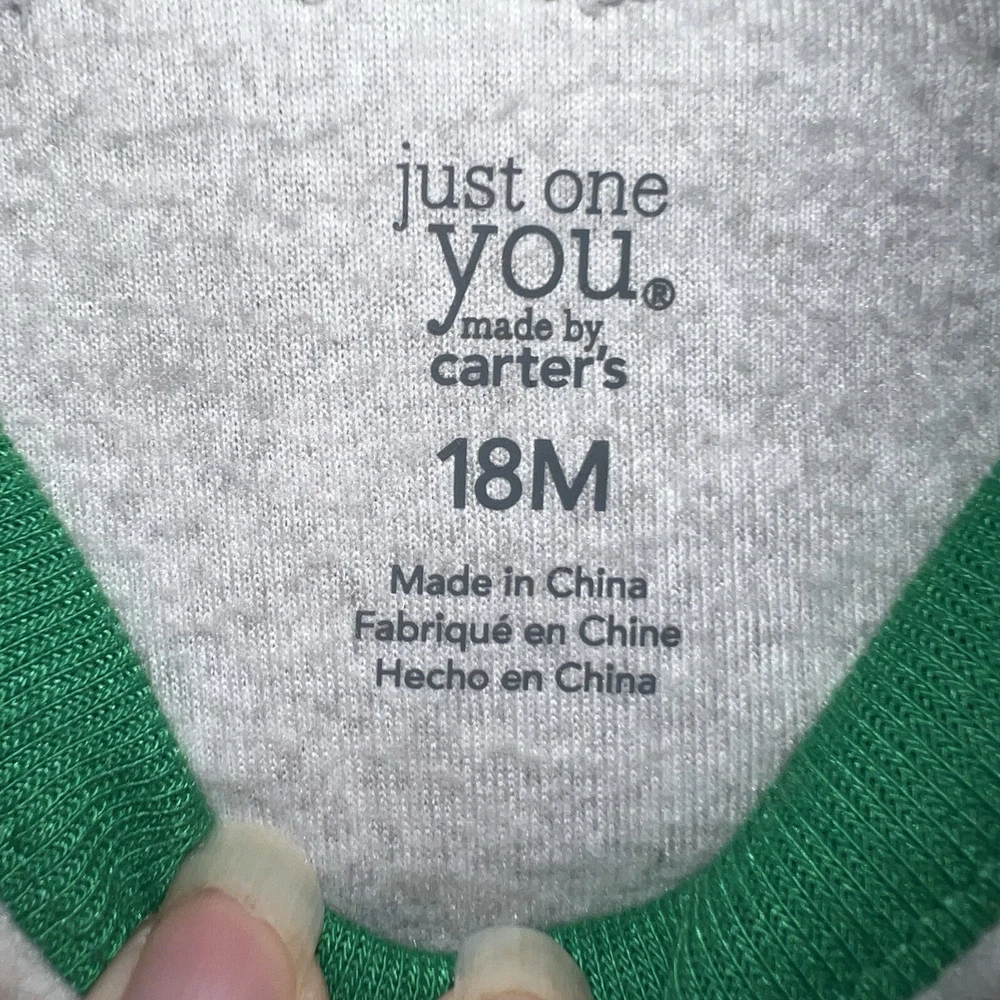 just one
you.®
made by
carter's
18M
Made in China
Fabriqué en Chine
Hecho en China